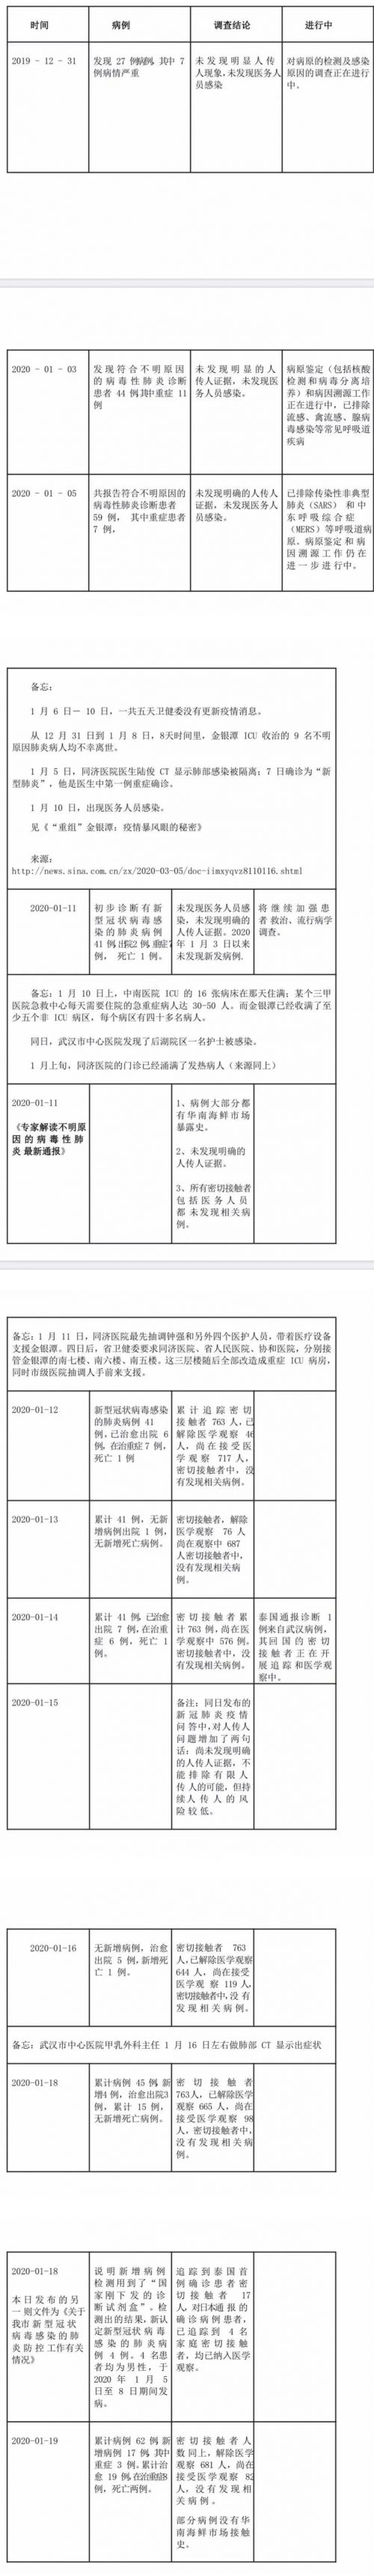 时间 病例 调查结论 进行中
2019 - 12 - 31
发现 27 例病例，其中 7
例病情严重
未发现明显人传
人现象，未发现医务人
员感染
对病原的检测及感染
原因的调查正在进行
中。
2020 - 01 - 03
发现符合不明原因
的病毒性肺炎诊断
患者 44 例,其中重症 11
例
未发现明显的人
传人证据，未发现医
务人员感染。
病原鉴定（包括核酸
检测和病毒分离培
养）和病因溯源工作
正在进行中，已排除
流感、禽流感、腺病
毒感染等常见呼吸道
疾病
2020 - 01 - 05
共报告符合不明原因的
病毒性肺炎诊断患者
59 例， 其中重症患者
7 例，
未发现明确的人传人
证据，未发现医务人
员感染。
已排除传染性非典型
肺炎（SARS） 和中
东呼吸综合症
（MERS）等呼吸道病
原。病原鉴定和病
因溯源工作仍在
进一步进行中。
备忘：
1 月 6 日— 10 日，一共五天卫健委没有更新疫情消息。
从 12 月 31 日到 1 月 8 日，8天时间里，金银潭 ICU 收治的 9 名不明
原因肺炎病人均不幸离世。
1 月 5 日，同济医院医生陆俊 CT 显示肺部感染被隔离；7 日确诊为“新
型肺炎”，他是医生中第一例重症确诊。
1 月 10 日，出现医务人员感染。
见《“重组”金银潭：疫情暴风眼的秘密》
来源：
http://news.sina.com.cn/zx/2020-03-05/doc-iimxyqvz8110116.shtml
2020-01-11
初步诊断有新
型冠状病毒感
染的肺炎病例
41 例,出院2 例,重症7
例， 死亡 1 例。
未发现医务人员感
染，未发现明确的
人传人证据。2020
年 1 月 3 日以来
未发现新发病例.
将继续加强患
者 救治、流行病学
调查。
备忘：1 月 10 日上，中南医院 ICU 的 16 张病床在那天住满；某个三甲
医院急救中心每天需要住院的急重症病人达 30-50 人。而金银潭已经收满了至
少五个非 ICU 病区，每个病区有四十多名病人。
同日，武汉市中心医院发现了后湖院区一名护士被感染。
1 月上旬，同济医院的门诊已经涌满了发热病人（来源同上）
2020-01-11
《专家解读不明原
因的病毒性肺
炎 最新通报》
1、病例大部分都
有华南海鲜市场
暴露史。
2、未发现明确的
人传人证据。
3、所有密切接触者
包括医务人员
都未发现相关病
例。
备忘：1 月 11 日，同济医院最先抽调钟强和另外四个医护人员，带着医疗设备
支援金银潭。四日后，省卫健委要求同济医院、省人民医院、协和医院，分别接
管金银潭的南七楼、南六楼、南五楼。这三层楼随后全部改造成重症 ICU 病房，
同时市级医院抽调人手前来支援。
2020-01-12
新型冠状病毒感染
的肺炎病例 41
例,已治愈出院 6
例，在治重症 7 例，
死亡 1 例
累计追踪密切
接触者 763 人,已
解除医学观察 46
人，尚在接受医
学观察 717 人，
密切接触者中，没
有发现相关病例。
2020-01-13
累计 41 例，无新
增病例出院 1 例，
无新增死亡病例。
密切接触者，解除
医学观察 76 人
尚在观察中 687
人密切接触者中，
没有发现相关病
例。
2020-01-14
累计 41 例，已治愈
出院 7 例,在治重
症 6 例，死亡 1
例。
密切接触者累
计763 例,尚在医
学观察中 576 例。
密切接触者中，没
有发现相关病例。
泰国通报诊断 1
例来自武汉病例，
其回国的密切
接触者正在开
展追踪和医学观
察中。
2020-01-15
备注：同日发布的
新冠肺炎疫情
问答中,对人传人
问题增加了两句
话：尚未发现明确
的人传人证据，不
能排除有限人
传人的可能，但持
续人传人的风
险较低。
2020-01-16
无新增病例，治愈
出院 5 例,新增死
亡 1 例。
密切接触者 763
人,已解除医学观察
644 人，尚在接受
医学观 察 119 人,
密切接触者中,没有
发现相关病例。
备忘：武汉市中心医院甲乳外科主任 1 月 16 日左右做肺部 CT 显示出症状
2020-01-18
累计病例 45 例,新
增4 例，治愈出院3
例，累计 15 例，
无新增死亡病例。
密切接触者
763人，已解除医学
观察 665 人，尚在
接受医学观察 98
人，密切接触者中，
没有发现相关病
例。
2020-01-18
本日发布的另
一则文件为《关于
我市新型冠状
病毒感染的肺
炎防控工作有关
情况》
说明新增病例
检测用到了“国
家刚下发的诊
断试剂盒”。检
测出的结果，新认
定新型冠状病毒
感染的肺炎病
例 4 例。4 名患
者均为男性，于
2020 年 1 月 5
日至 8 日期间发
病。
追踪到泰国首
例确诊患者密
切接触者 17
人，对日本通报的
确诊病例患者，
已追踪到 4 名
家庭密切接触
者，均已纳入医学
观察。
2020-01-19
累计病例 62 例,新
增病例 17 例，其中
重症 3 例。累计治
愈 19 例,在治重症8
例，死亡两例。
密切接触者人
数同上，解除医学
观察 681 人，尚在
接受医学观察 82
人，没有发现相
关病例。
部分病例没有华
南海鲜市场接触
史。